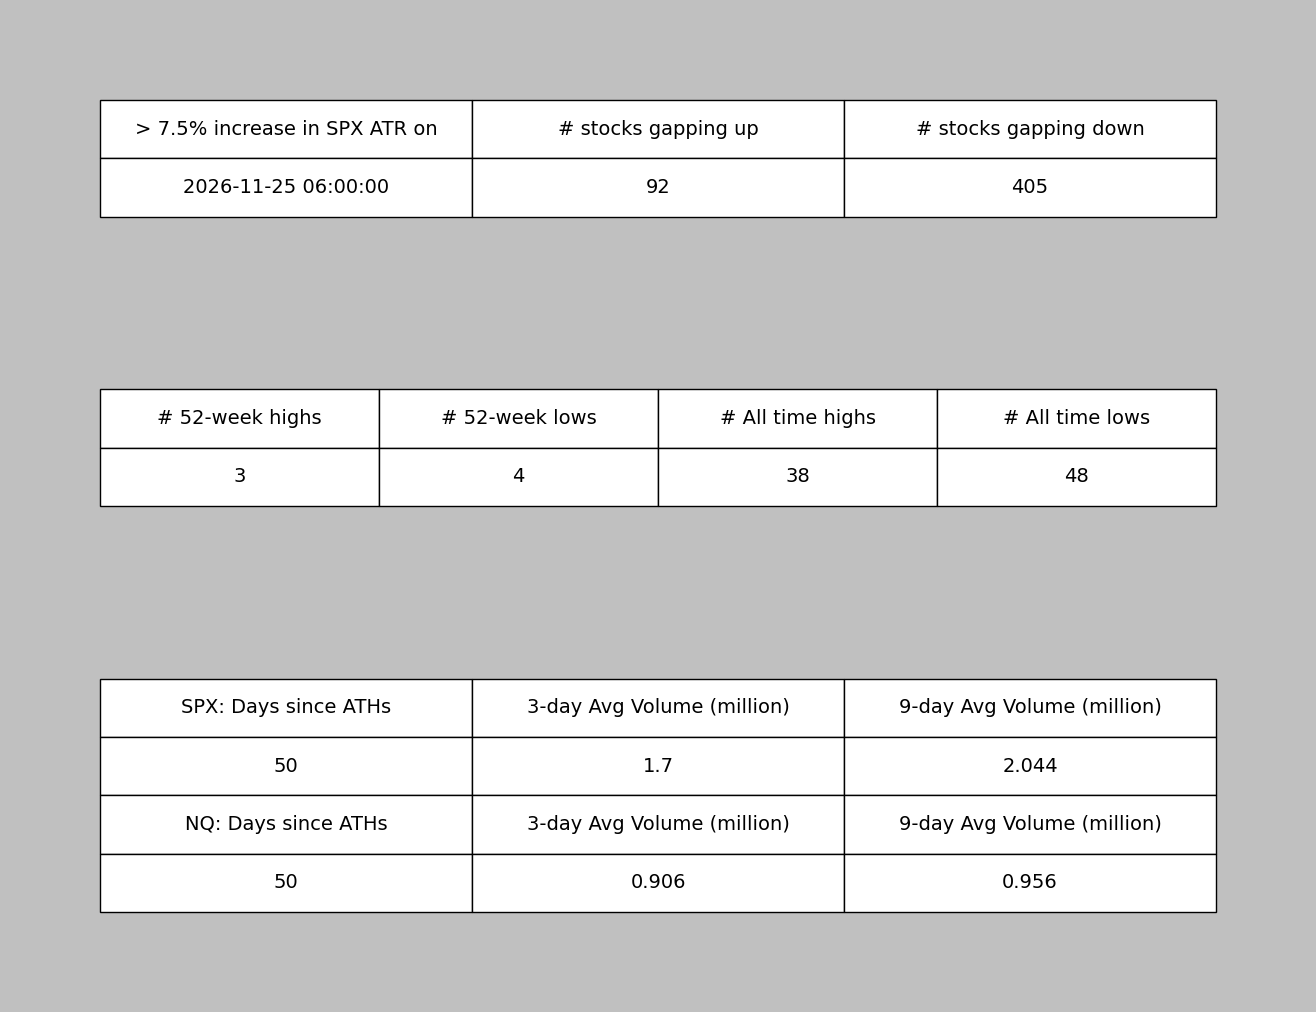 > 7.5% increase in SPX ATR on # stocks gapping up # stocks gapping down
2026-11-25 06:00:00 92 405
# 52-week highs # 52-week lows # All time highs # All time lows
3 4 38 48
SPX: Days since ATHs 3-day Avg Volume (million) 9-day Avg Volume (million)
50 1.7 2.044
NQ: Days since ATHs 3-day Avg Volume (million) 9-day Avg Volume (million)
50 0.906 0.956